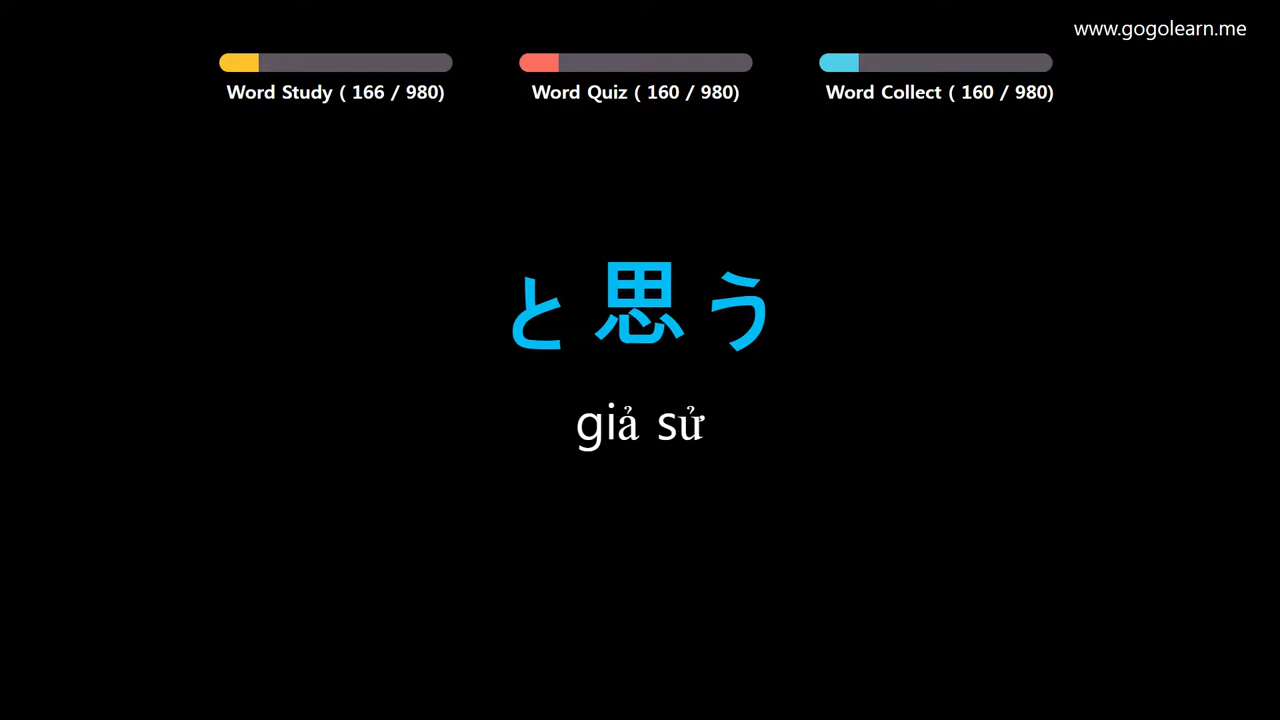 www.gogolearn.me
Word Study ( 166 / 980)
Word Quiz ( 160 / 980)
Word Collect ( 160 / 980)
と思う
giả sử